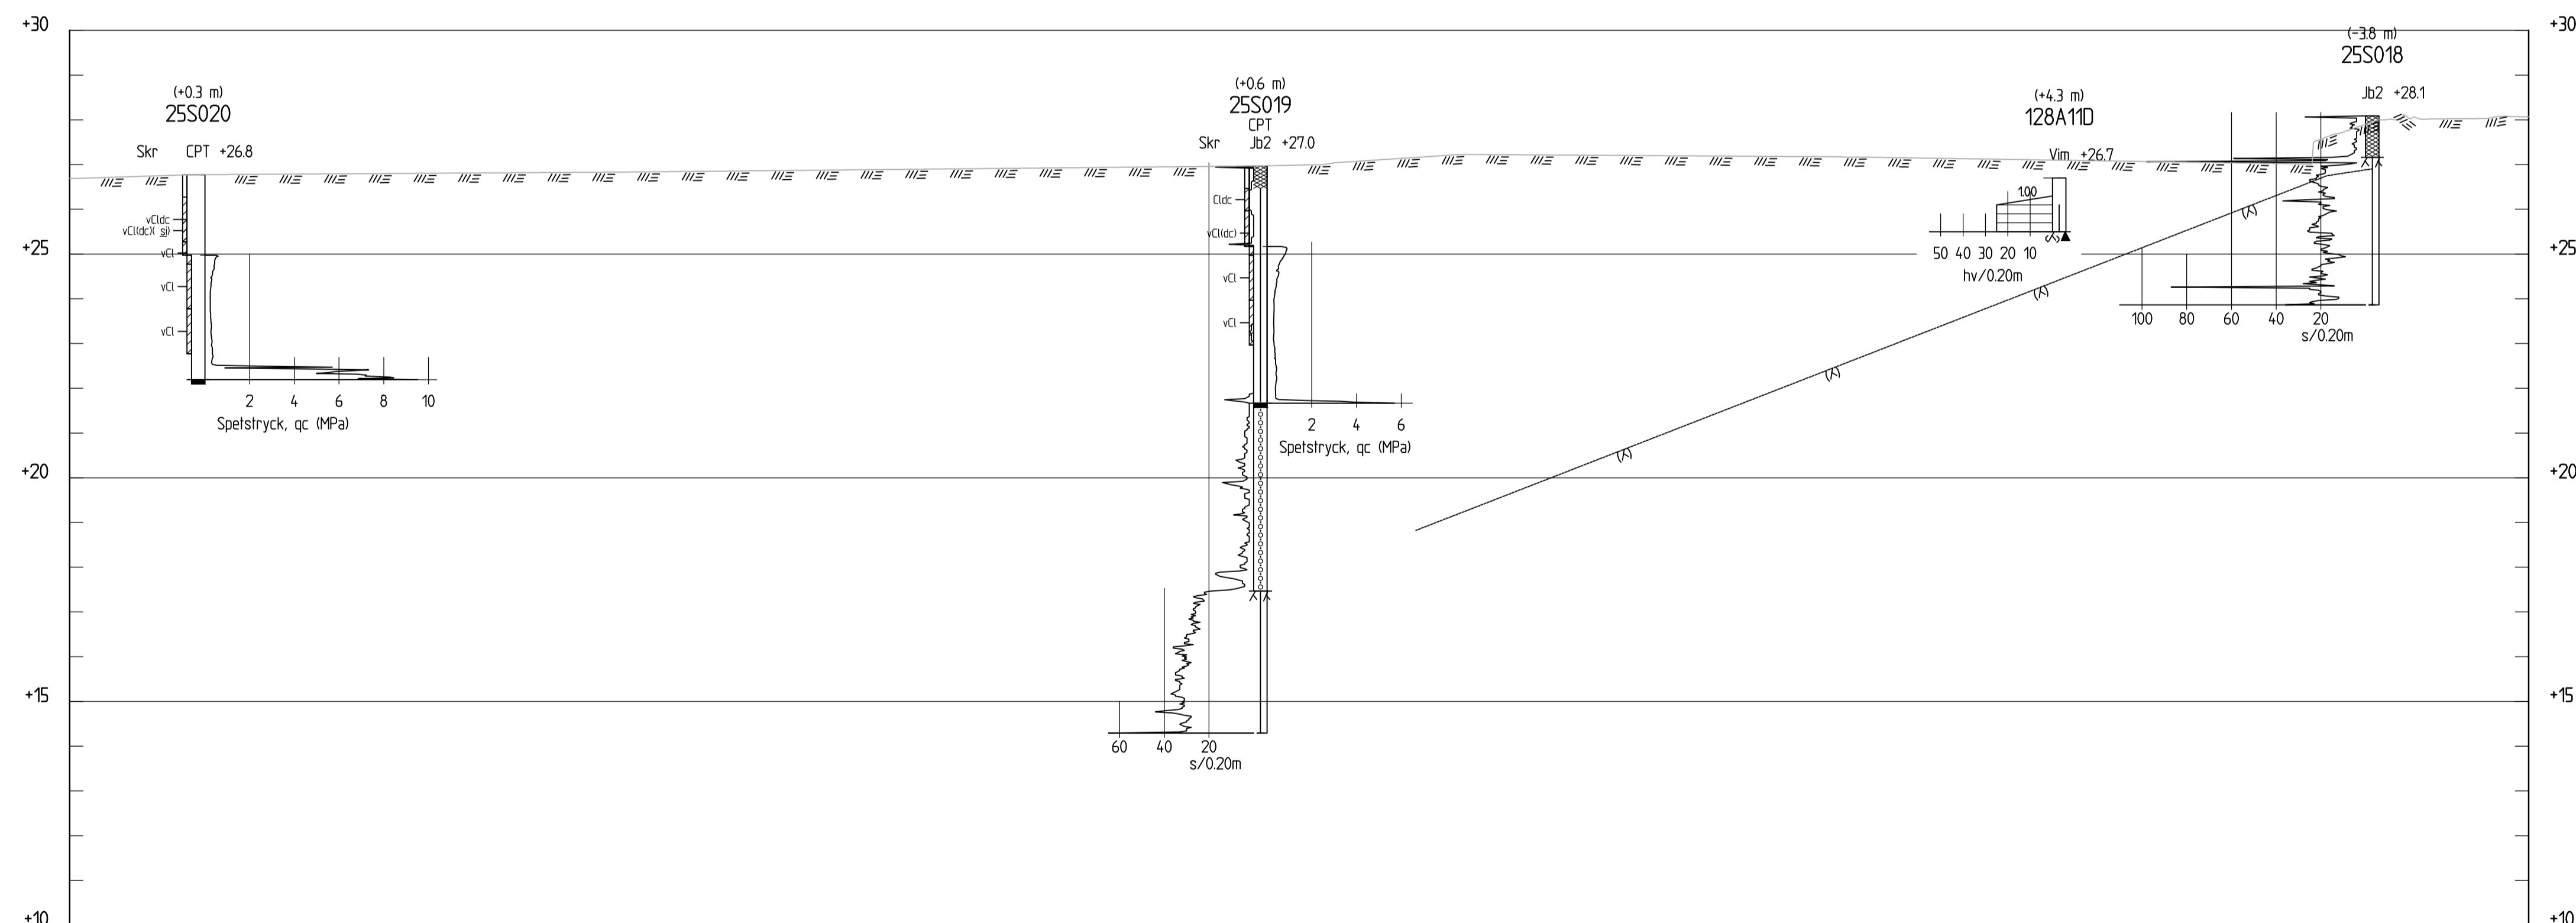 +30
+30
(-3.8 m)
25S018
Jb2 +28.1
(+0.3 m)
25S020
Skr CPT +26.8
(+0.6 m)
25S019
CPT
Skr Jb2 +27.0
(+4.3 m)
128A11D
Vim +26.7
1.00
vCldc
vCl(dc)( si)
vCl
vCl
vCl
Cldc
vCl(dc)
vCl
vCl
+25
+25
50 40 30 20 10
hv/0.20m
100 80 60 40 20
s/0.20m
2 4 6 8 10
Spetstryck, qc (MPa)
2 4 6
Spetstryck, qc (MPa)
+20
+20
+15
+15
60 40 20
s/0.20m
+10
+10